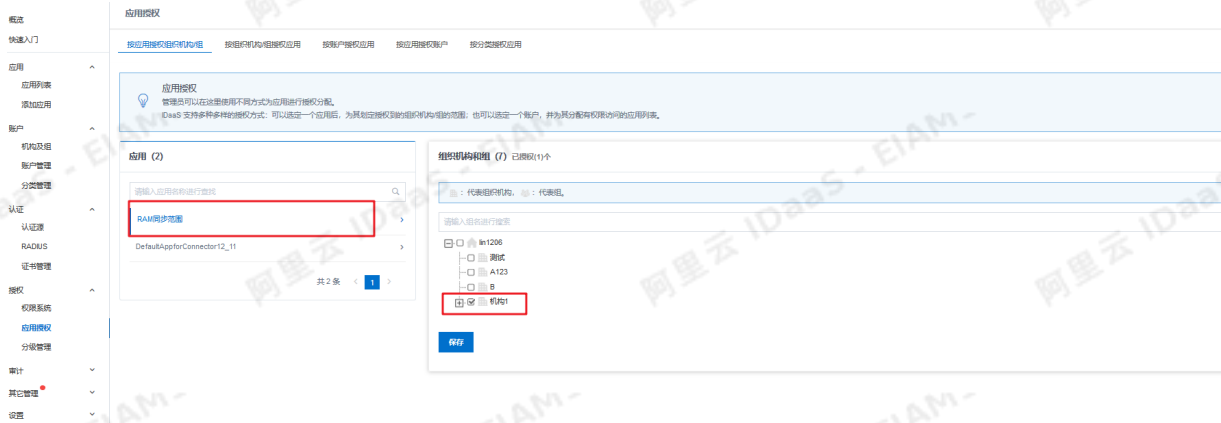 概览
快速入门
应用
应用列表
添加应用
账户
机构及组
账户管理
分类管理
认证
认证源
RADIUS
证书管理
授权
权限系统
应用授权
分级管理
审计
其它管理
设置
应用授权
按应用授权组织机构/组 按组织机构/组授权应用 按账户授权应用 按应用授权账户 按分类授权应用
应用授权
管理员可以在这里使用不同方式为应用进行授权分配。
IDaaS 支持多种多样的授权方式：可以选定一个应用后，为其划定授权到的组织机构/组的范围；也可以选定一个账户，并为其分配有权限访问的应用列表。
应用（2）
请输入应用名称进行查找
RAM同步范围
DefaultAppforConnector12_11
共 2 条 1
组织机构和组（7）已授权(1)个
：代表组织机构， ：代表组。
请输入组名进行搜索
lin1206
测试
A123
B
机构1
保存
阿里云 IDaaS - EIAM-